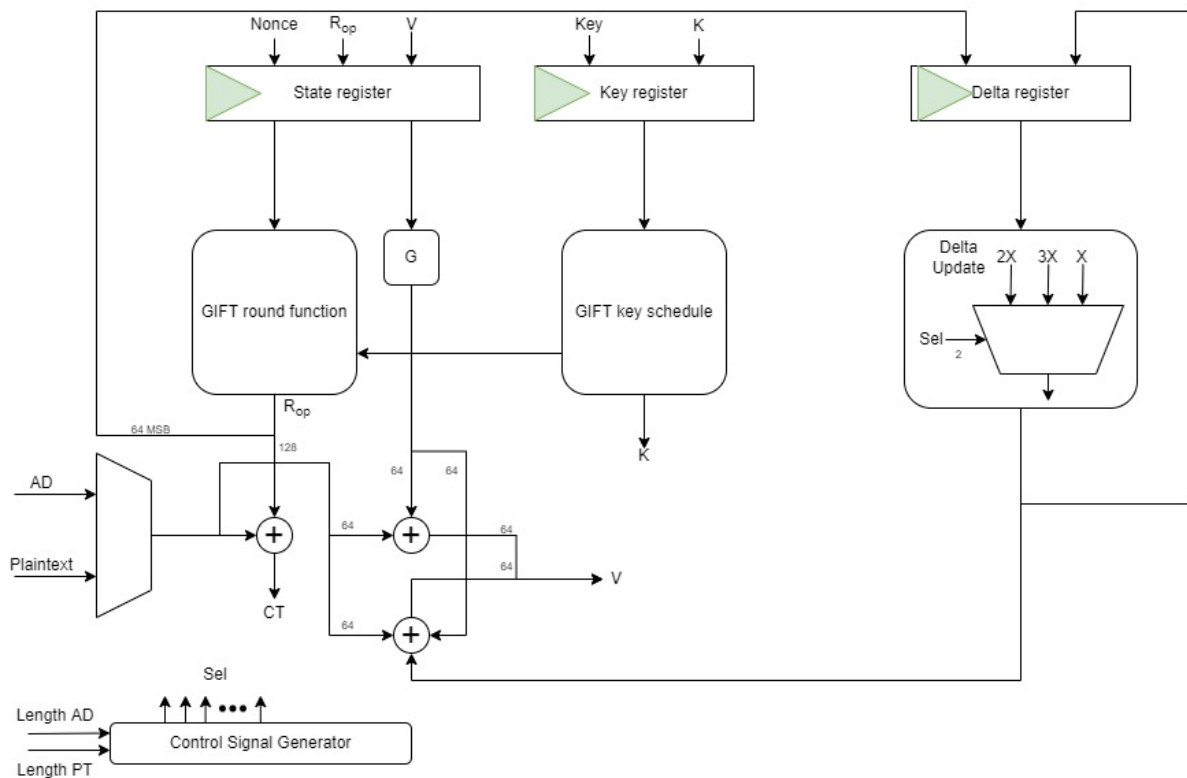 Nonce R_op V Key K
State register Key register Delta register
G
Delta
Update
2X 3X X
GIFT round function GIFT key schedule
Sel
2
R_op
64 MSB
128
K
AD
64 64
+ +
64 64
Plaintext
64
V
CT
64
+
Sel
Length AD
Control Signal Generator
Length PT